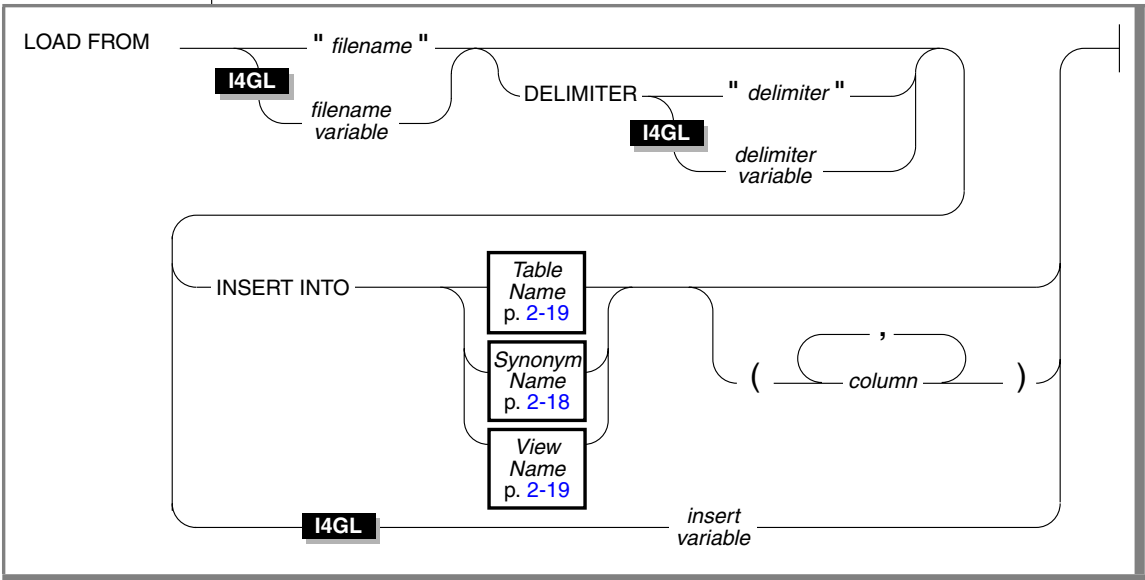 LOAD FROM " filename "
I4GL
filename
variable
DELIMITER " delimiter "
I4GL
delimiter
variable
INSERT INTO
Table
Name
p. 2-19
Synonym
Name
p. 2-18
View
Name
p. 2-19
,
( column )
I4GL
insert
variable